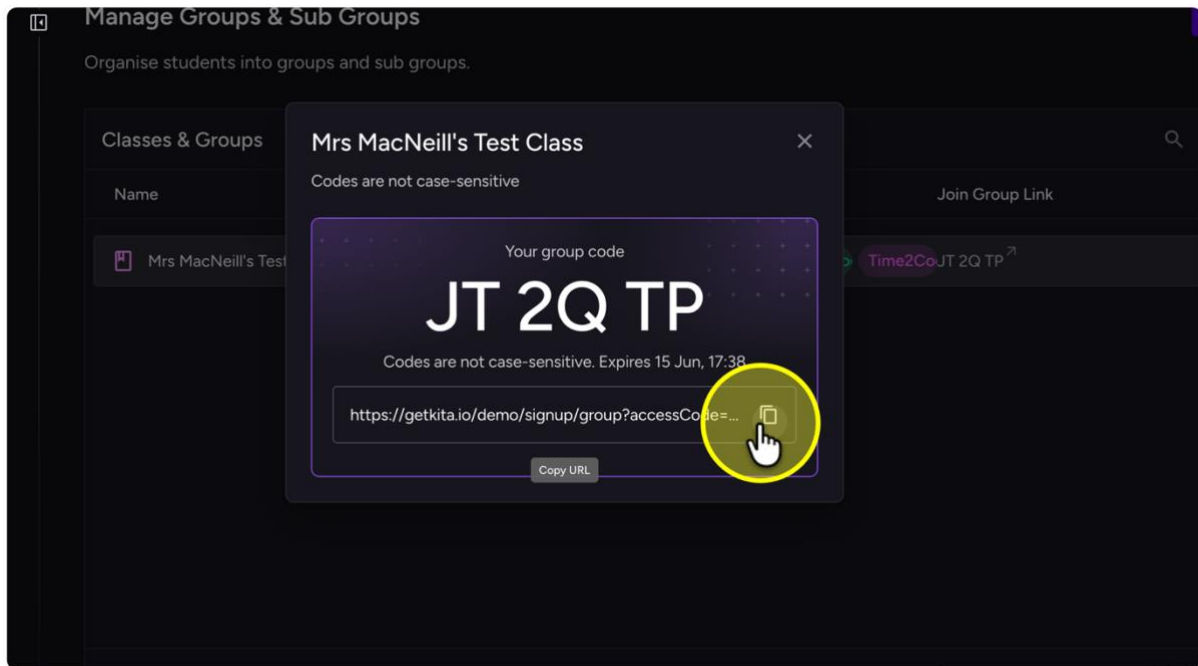 Manage Groups & Sub Groups
Organise students into groups and sub groups.
Classes & Groups
Name
Join Group Link
Mrs MacNeill's Test
Time2Co
JT 2Q TP
Mrs MacNeill's Test Class
Codes are not case-sensitive
Your group code
JT 2Q TP
Codes are not case-sensitive. Expires 15 Jun, 17:38
https://getkita.io/demo/signup/group?accessCode=...
Copy URL